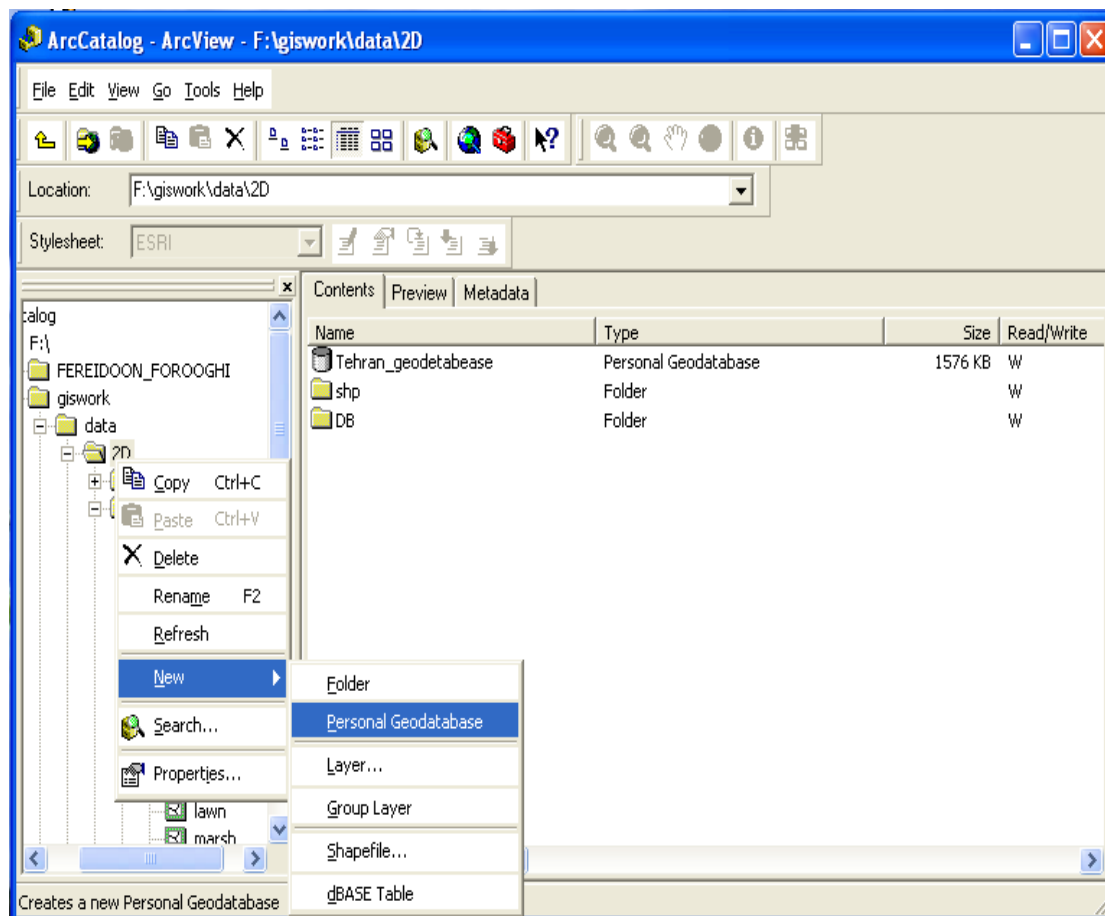 ArcCatalog - ArcView - F:\giswork\data\2D
File Edit View Go Tools Help
Location: F:\giswork\data\2D
Stylesheet: ESRI
Contents Preview Metadata
Name Type Size Read/Write
Tehran_geodetabease Personal Geodatabase 1576 KB W
shp Folder W
DB Folder W
talog
F:\
FEREIDOON_FOROOGHI
giswork
data
2D
Copy Ctrl+C
Paste Ctrl+V
Delete
Rename F2
Refresh
New
Search...
Properties...
Folder
Personal Geodatabase
Layer...
Group Layer
Shapefile...
dBASE Table
lawn
marsh
Creates a new Personal Geodatabase